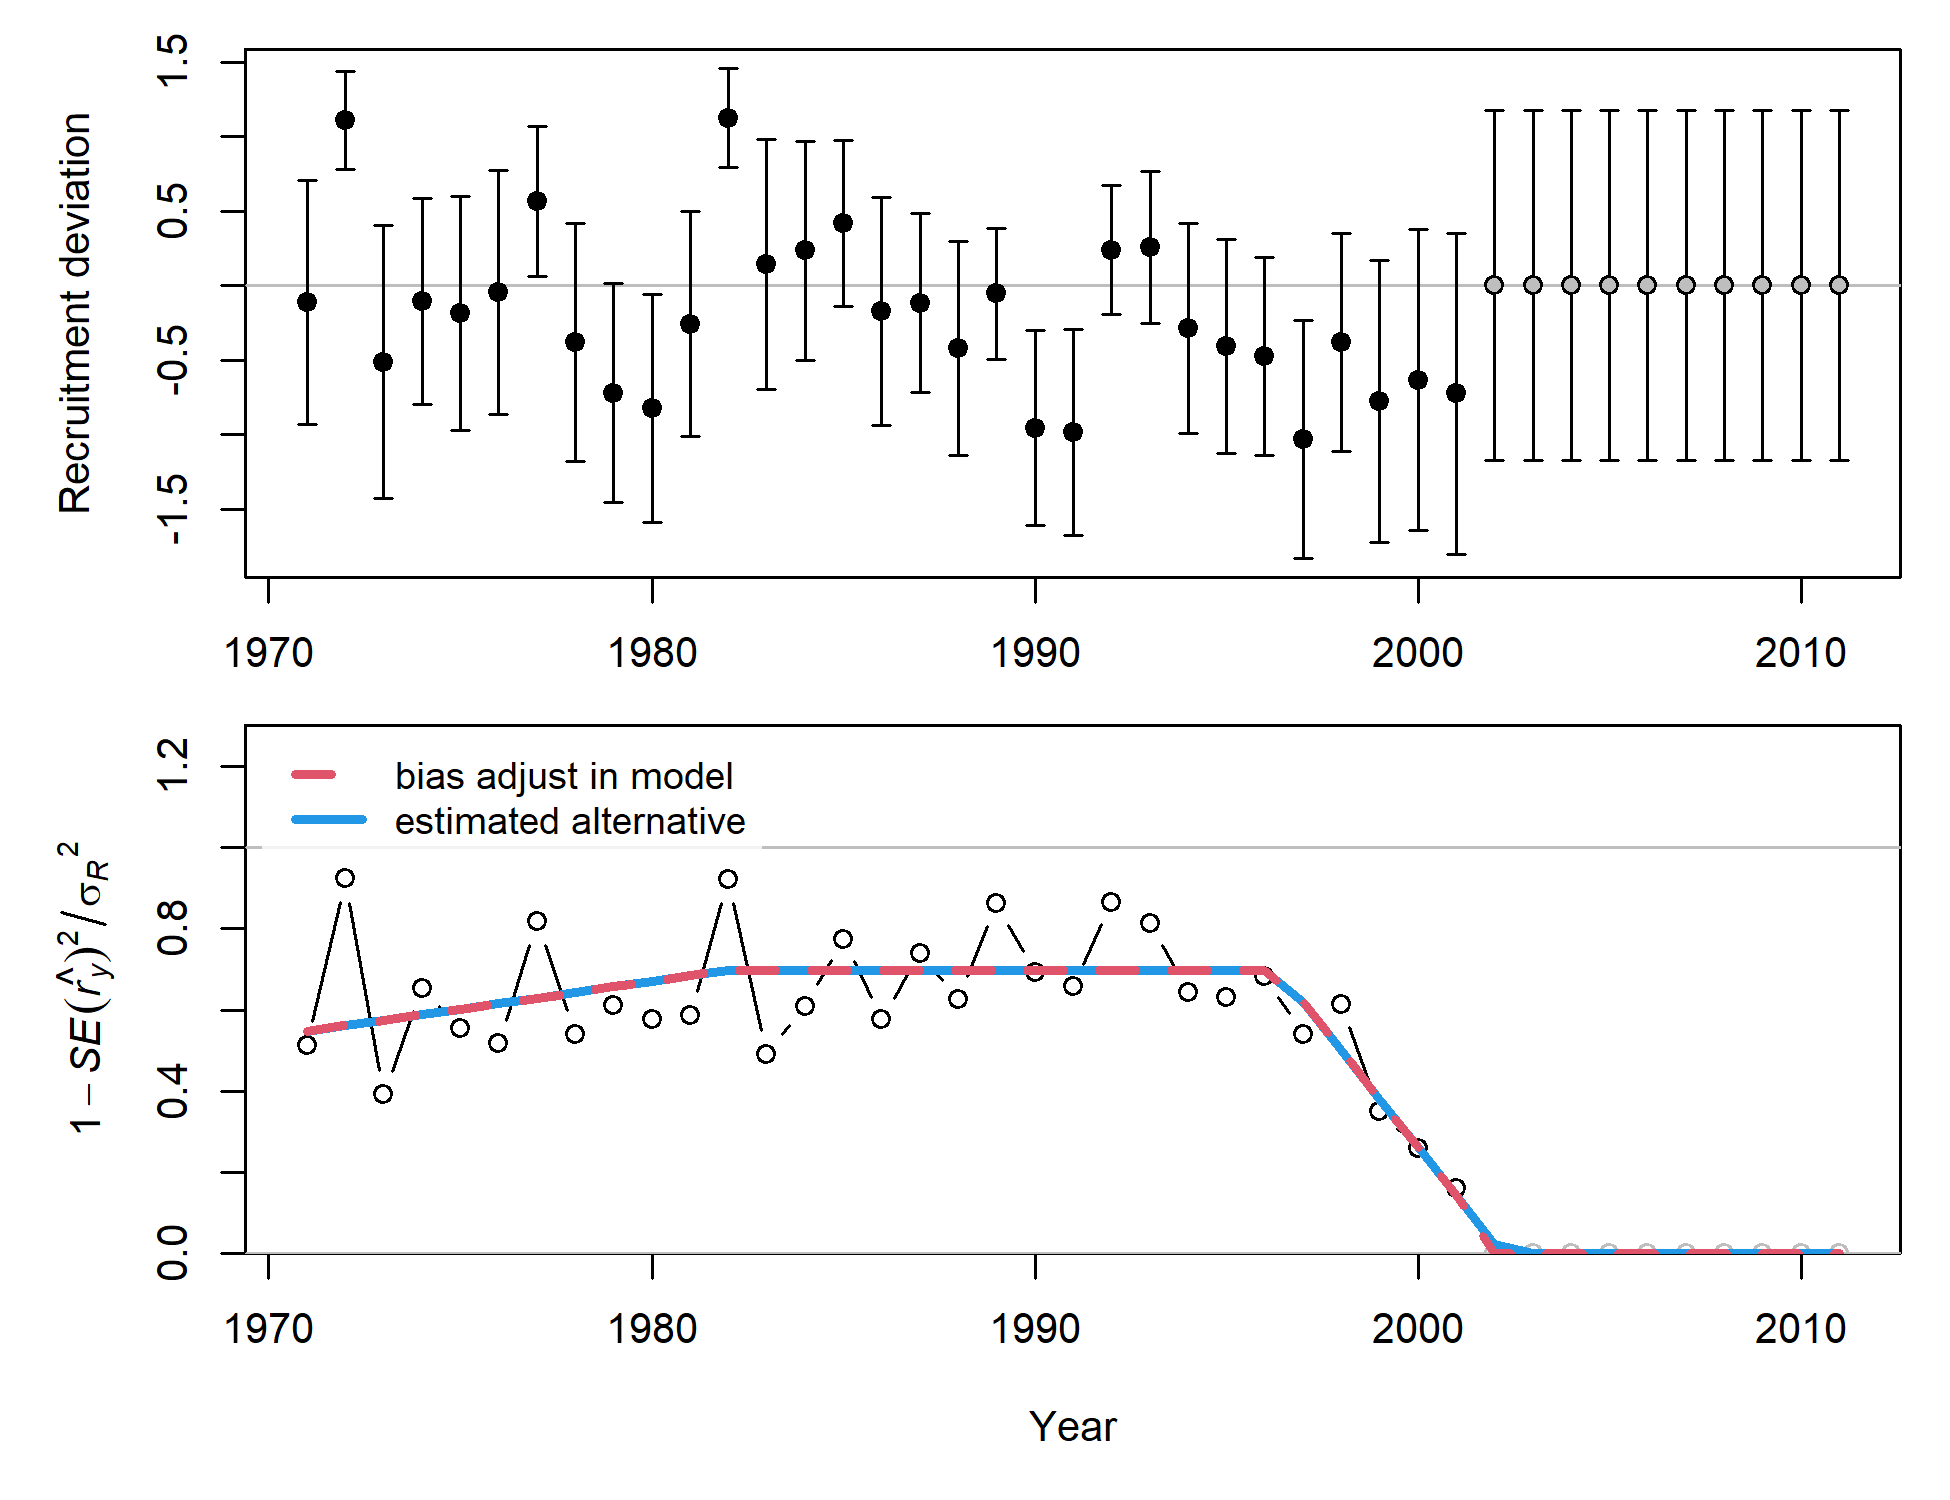 Recruitment deviation
1.5
0.5
-0.5
-1.5
1970 1980 1990 2000 2010
bias adjust in model
estimated alternative
1 − SE(r̂y)²/σR²
1.2
0.8
0.4
0.0
1970 1980 1990 2000 2010
Year